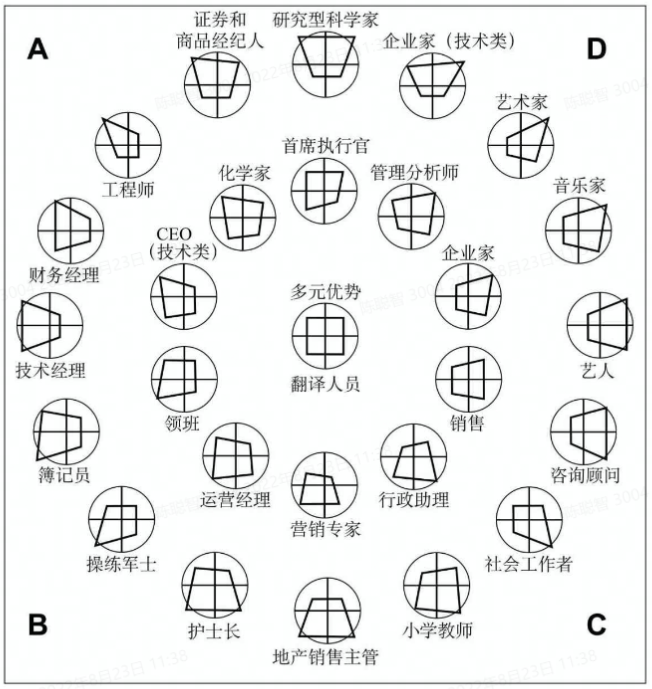 证券和
商品经纪人
研究型科学家
企业家（技术类）
A
D
艺术家
工程师
首席执行官
化学家
管理分析师
音乐家
财务经理
CEO
（技术类）
企业家
多元优势
技术经理
翻译人员
艺人
领班
销售
簿记员
咨询顾问
运营经理
行政助理
营销专家
操练军士
社会工作者
护士长
小学教师
地产销售主管
B
C